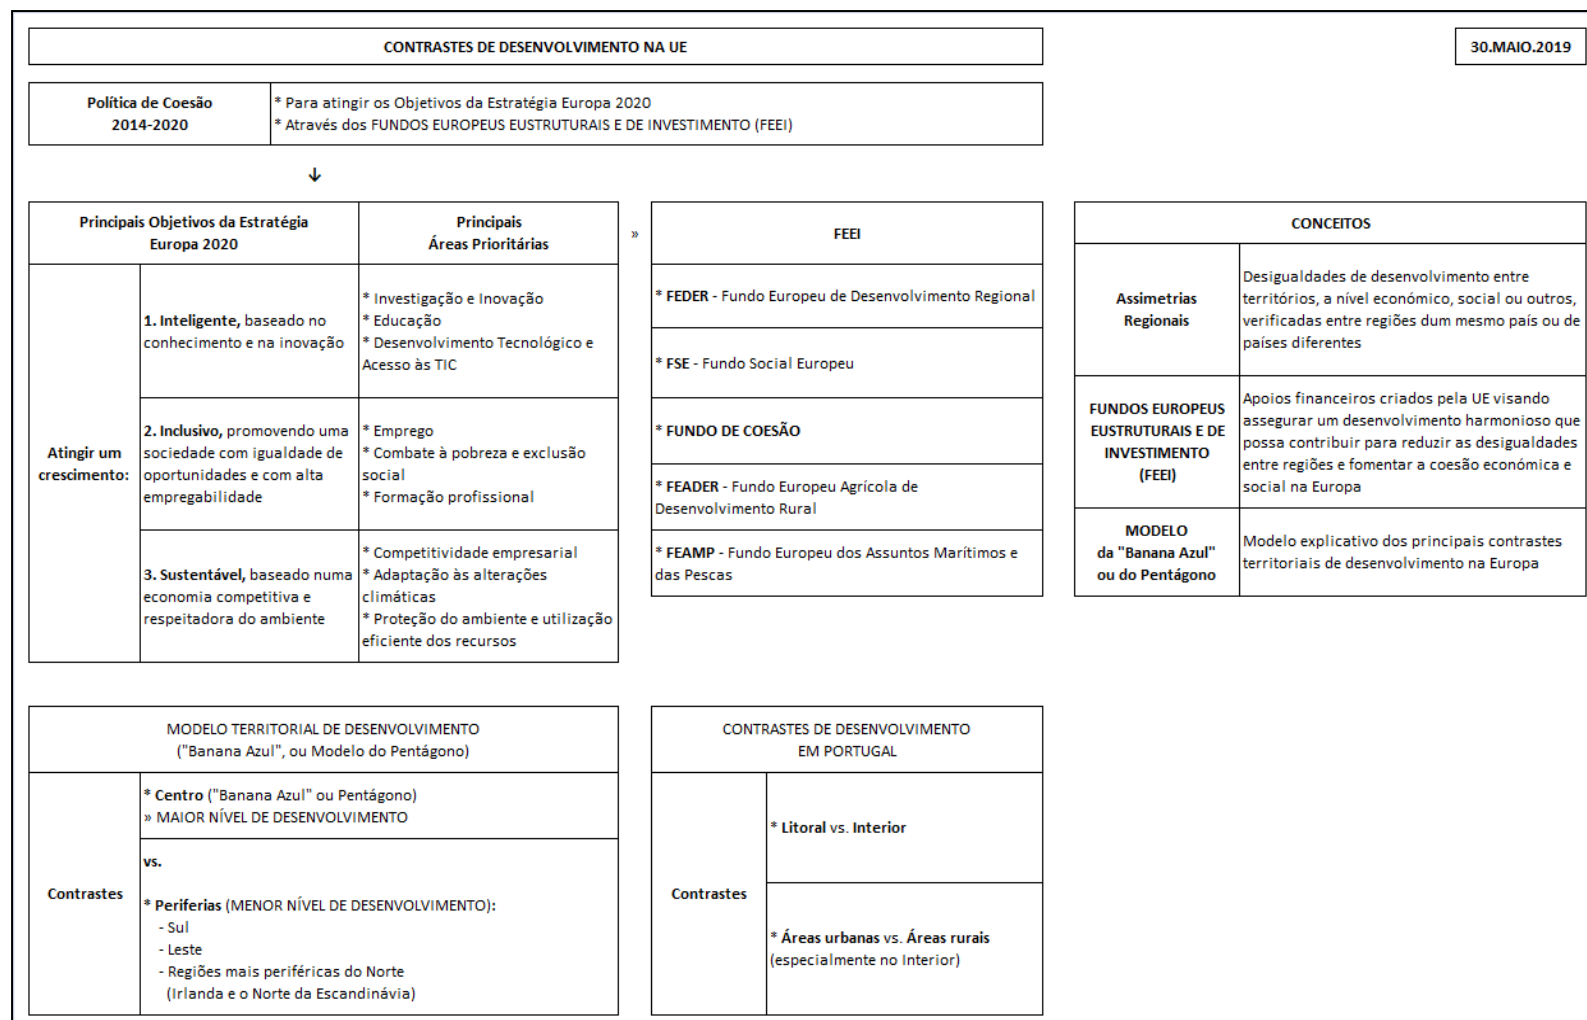 CONTRASTES DE DESENVOLVIMENTO NA UE
30.MAIO.2019
Política de Coesão
2014-2020
* Para atingir os Objetivos da Estratégia Europa 2020
* Através dos FUNDOS EUROPEUS EUSTRUTURAIS E DE INVESTIMENTO (FEEI)
↓
Principais Objetivos da Estratégia
Europa 2020
Principais
Áreas Prioritárias
Atingir um
crescimento:
1. Inteligente, baseado no
conhecimento e na inovação
* Investigação e Inovação
* Educação
* Desenvolvimento Tecnológico e
Acesso às TIC
2. Inclusivo, promovendo uma
sociedade com igualdade de
oportunidades e com alta
empregabilidade
* Emprego
* Combate à pobreza e exclusão
social
* Formação profissional
3. Sustentável, baseado numa
economia competitiva e
respeitadora do ambiente
* Competitividade empresarial
* Adaptação às alterações
climáticas
* Proteção do ambiente e utilização
eficiente dos recursos
»
FEEI
* FEDER - Fundo Europeu de Desenvolvimento Regional
* FSE - Fundo Social Europeu
* FUNDO DE COESÃO
* FEADER - Fundo Europeu Agrícola de
Desenvolvimento Rural
* FEAMP - Fundo Europeu dos Assuntos Marítimos e
das Pescas
CONCEITOS
Assimetrias
Regionais
Desigualdades de desenvolvimento entre
territórios, a nível económico, social ou outros,
verificadas entre regiões dum mesmo país ou de
países diferentes
FUNDOS EUROPEUS
EUSTRUTURAIS E DE
INVESTIMENTO
(FEEI)
Apoios financeiros criados pela UE visando
assegurar um desenvolvimento harmonioso que
possa contribuir para reduzir as desigualdades
entre regiões e fomentar a coesão económica e
social na Europa
MODELO
da "Banana Azul"
ou do Pentágono
Modelo explicativo dos principais contrastes
territoriais de desenvolvimento na Europa
MODELO TERRITORIAL DE DESENVOLVIMENTO
("Banana Azul", ou Modelo do Pentágono)
Contrastes
* Centro ("Banana Azul" ou Pentágono)
» MAIOR NÍVEL DE DESENVOLVIMENTO
vs.
* Periferias (MENOR NÍVEL DE DESENVOLVIMENTO):
- Sul
- Leste
- Regiões mais periféricas do Norte
(Irlanda e o Norte da Escandinávia)
CONTRASTES DE DESENVOLVIMENTO
EM PORTUGAL
Contrastes
* Litoral vs. Interior
* Áreas urbanas vs. Áreas rurais
(especialmente no Interior)